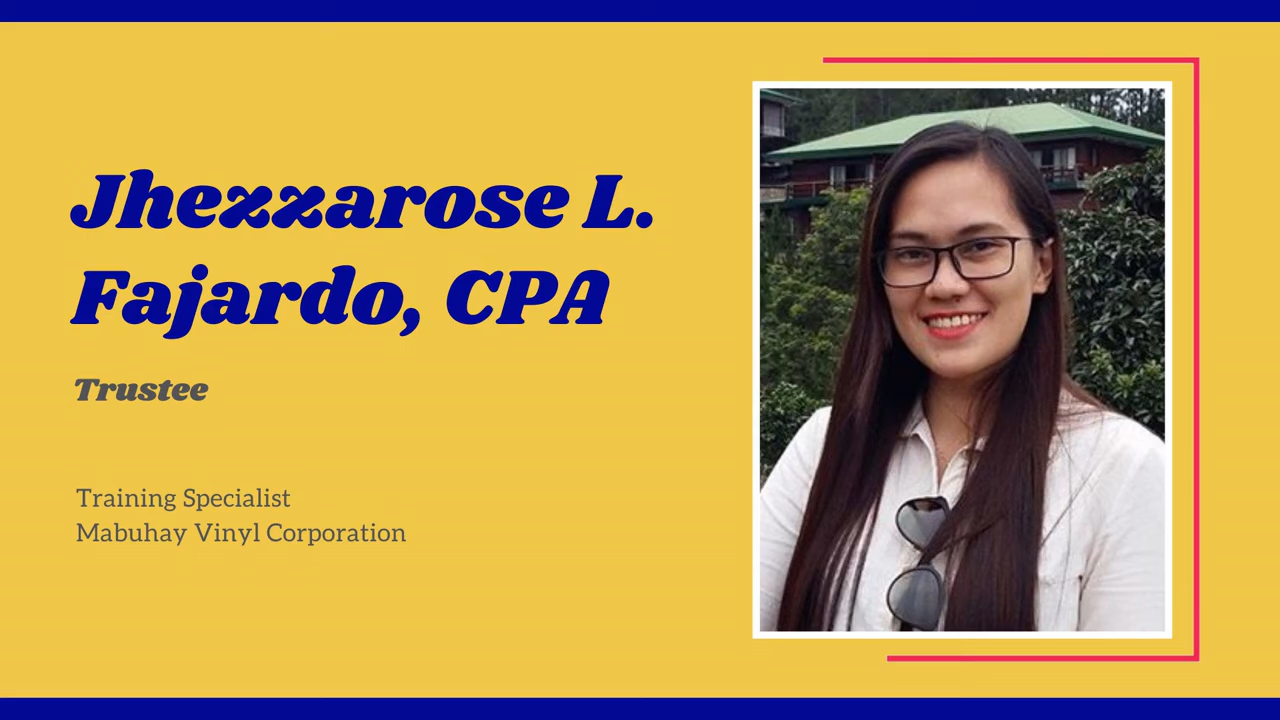 Jhezzarose L.
Fajardo, CPA
Trustee
Training Specialist
Mabuhay Vinyl Corporation